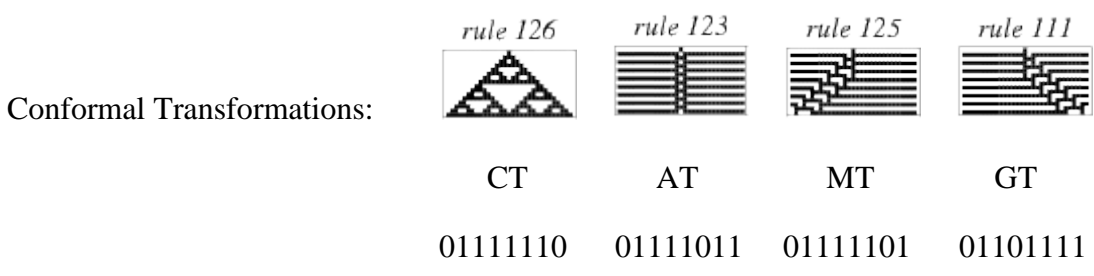 rule 126 rule 123 rule 125 rule 111
Conformal Transformations:
CT AT MT GT
01111110 01111011 01111101 01101111